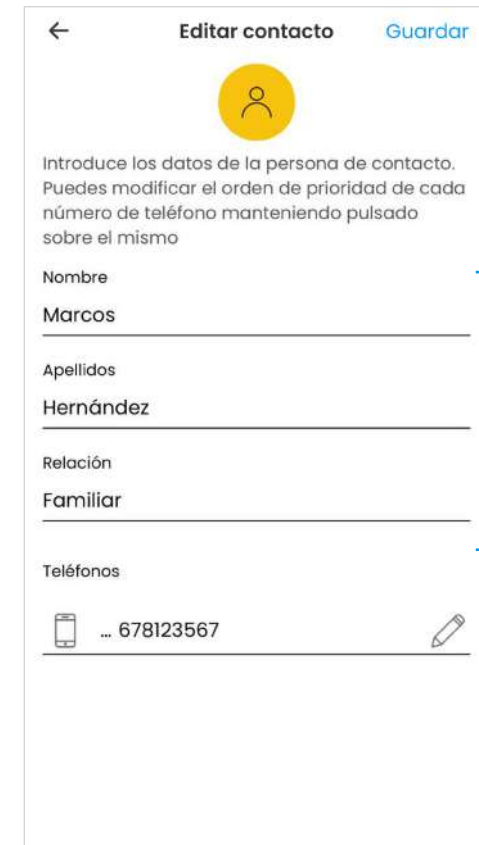 Editar contacto Guardar
Introduce los datos de la persona de contacto.
Puedes modificar el orden de prioridad de cada
número de teléfono manteniendo pulsado
sobre el mismo
Nombre
Marcos
Apellidos
Hernández
Relación
Familiar
Teléfonos
... 678123567